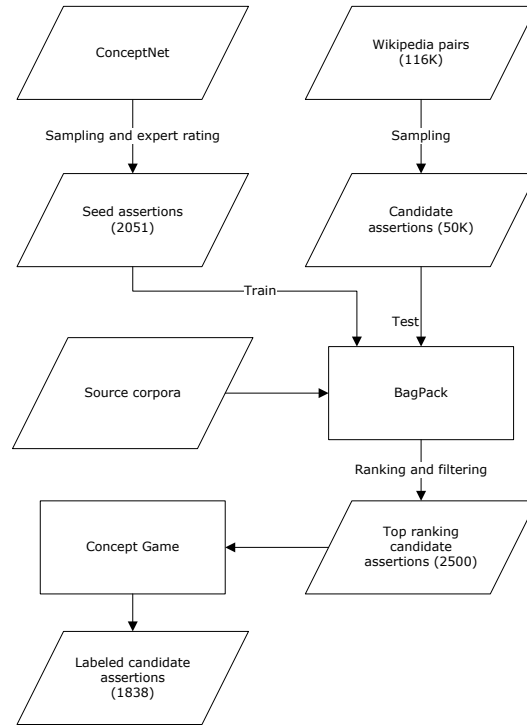 ConceptNet
Wikipedia pairs
(116K)
Sampling and expert rating
Sampling
Seed assertions
(2051)
Candidate
assertions (50K)
Train
Test
Source corpora
BagPack
Ranking and filtering
Concept Game
Top ranking
candidate
assertions (2500)
Labeled candidate
assertions
(1838)